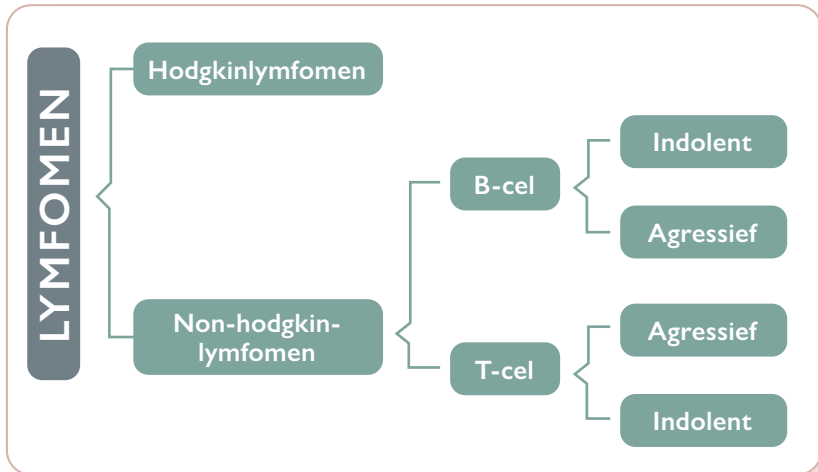 LYMFOMEN
Hodgkinlymfomen
Non-hodgkin-
lymfomen
B-cel
T-cel
Indolent
Agressief
Agressief
Indolent